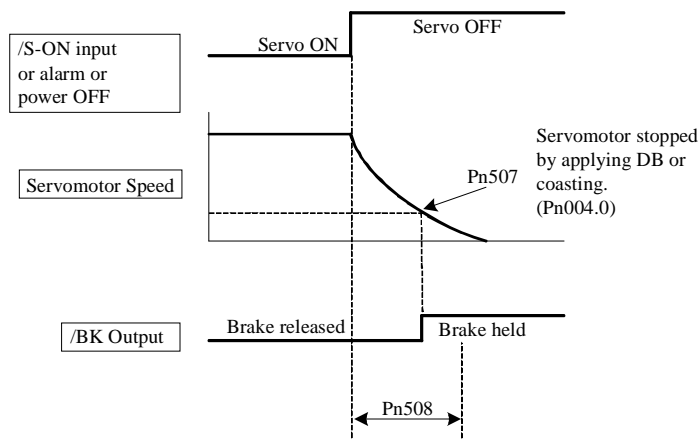 /S-ON input
or alarm or
power OFF
Servo ON
Servo OFF
Servomotor Speed
Pn507
Servomotor stopped
by applying DB or
coasting.
(Pn004.0)
/BK Output
Brake released
Brake held
Pn508